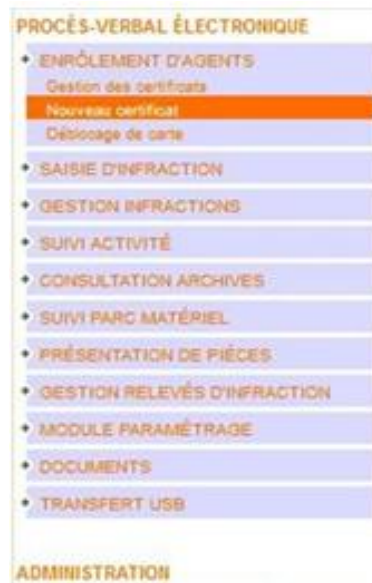 PROCÈS-VERBAL ÉLECTRONIQUE
ENRÔLEMENT D'AGENTS
Gestion des certificats
Nouveau certificat
Déblocage de carte
SAISIE D'INFRACTION
GESTION INFRACTIONS
SUIVI ACTIVITÉ
CONSULTATION ARCHIVES
SUIVI PARC MATÉRIEL
PRÉSENTATION DE PIÈCES
GESTION RELEVÉS D'INFRACTION
MODULE PARAMÉTRAGE
DOCUMENTS
TRANSFERT USB
ADMINISTRATION